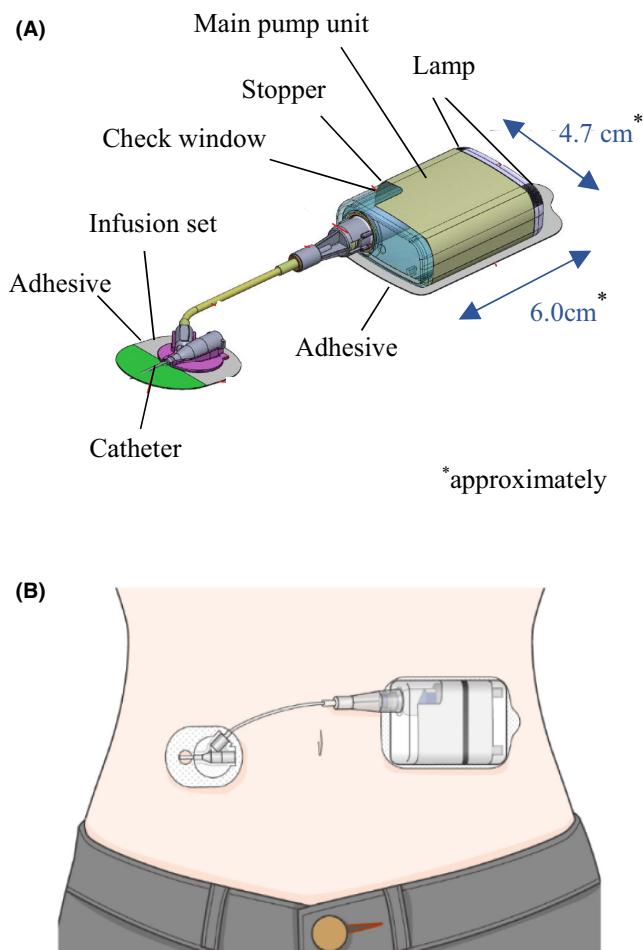 (A)
Main pump unit
Lamp
Stopper
4.7 cm*
Check window
Infusion set
Adhesive
6.0cm*
Adhesive
Catheter
*approximately
(B)